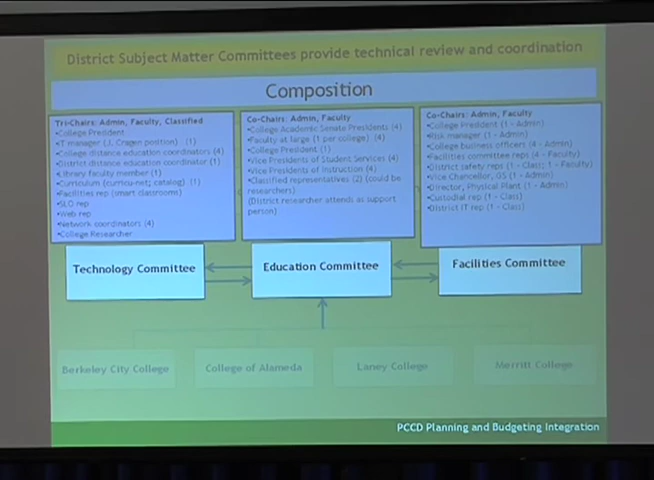 District Subject Matter Committees provide technical review and coordination
Composition
Tri-Chairs: Admin, Faculty, Classified
•College President
•IT manager (J. Cragen position) (1)
•College distance education coordinators (4)
•District distance education coordinator (1)
•Library faculty member (1)
•Curriculum (curricu-net; catalog) (1)
•Facilities rep (smart classrooms)
•SLO rep
•Web rep
•Network coordinators (4)
•College Researcher
Co-Chairs: Admin, Faculty
•College Academic Senate Presidents (4)
•Faculty at large (1 per college) (4)
•College President (1)
•Vice Presidents of Student Services (4)
•Vice Presidents of Instruction (4)
•Classified representatives (2) (could be
researchers)
(District researcher attends as support
person)
Co-Chairs: Admin, Faculty
•College President (1 - Admin)
•Risk manager (1 - Admin)
•College business officers (4 - Admin)
•Facilities committee reps (4 - Faculty)
•District safety reps (1 - Class; 1 - Faculty)
•Vice Chancellor, GS (1 - Admin)
•Director, Physical Plant (1 - Admin)
•Custodial rep (1 - Class)
•District IT rep (1 - Class)
Technology Committee
Education Committee
Facilities Committee
Berkeley City College
College of Alameda
Laney College
Merritt College
PCCD Planning and Budgeting Integration